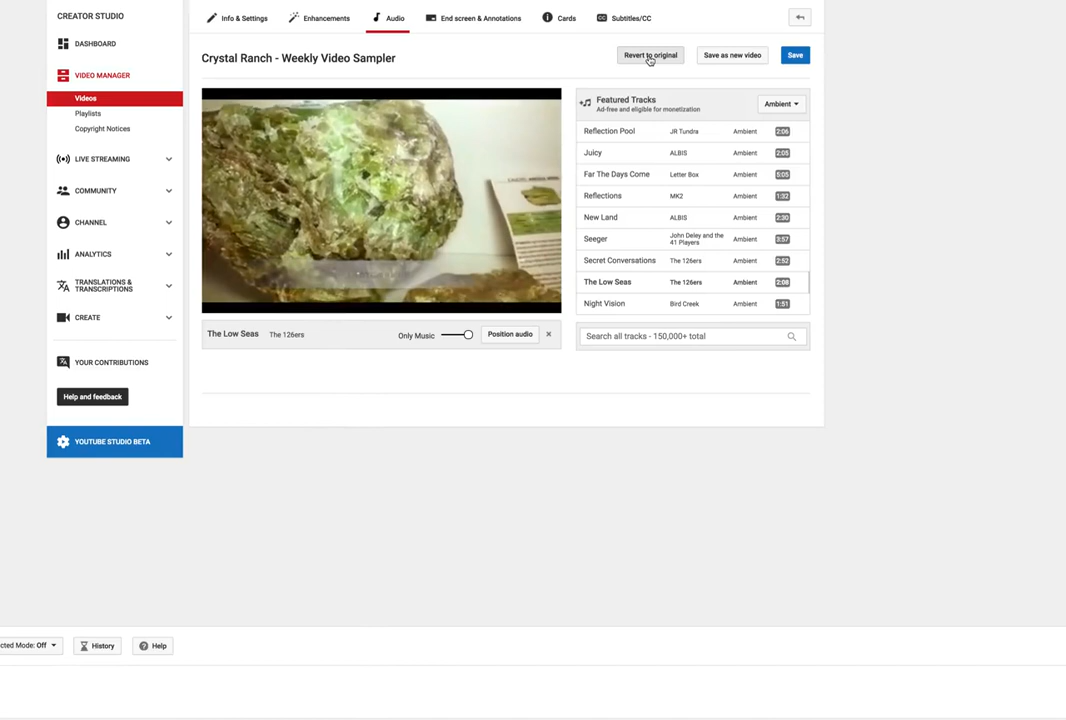 CREATOR STUDIO
Info & Settings
Enhancements
Audio
End screen & Annotations
Cards
CC Subtitles/CC
DASHBOARD
VIDEO MANAGER
Videos
Playlists
Copyright Notices
LIVE STREAMING
COMMUNITY
CHANNEL
ANALYTICS
TRANSLATIONS &
TRANSCRIPTIONS
CREATE
YOUR CONTRIBUTIONS
Help and feedback
YOUTUBE STUDIO BETA
Crystal Ranch - Weekly Video Sampler
Revert to original
Save as new video
Save
The Low Seas The 126ers Only Music Position audio
Featured Tracks
Ad-free and eligible for monetization
Ambient
Reflection Pool JR Tundra Ambient 2:06
Juicy ALBIS Ambient 2:05
Far The Days Come Letter Box Ambient 5:05
Reflections MK2 Ambient 1:32
New Land ALBIS Ambient 2:30
Seeger John Deley and the 41 Players Ambient 3:57
Secret Conversations The 126ers Ambient 2:52
The Low Seas The 126ers Ambient 2:08
Night Vision Bird Creek Ambient 1:51
Search all tracks - 150,000+ total
cted Mode: Off
History
Help